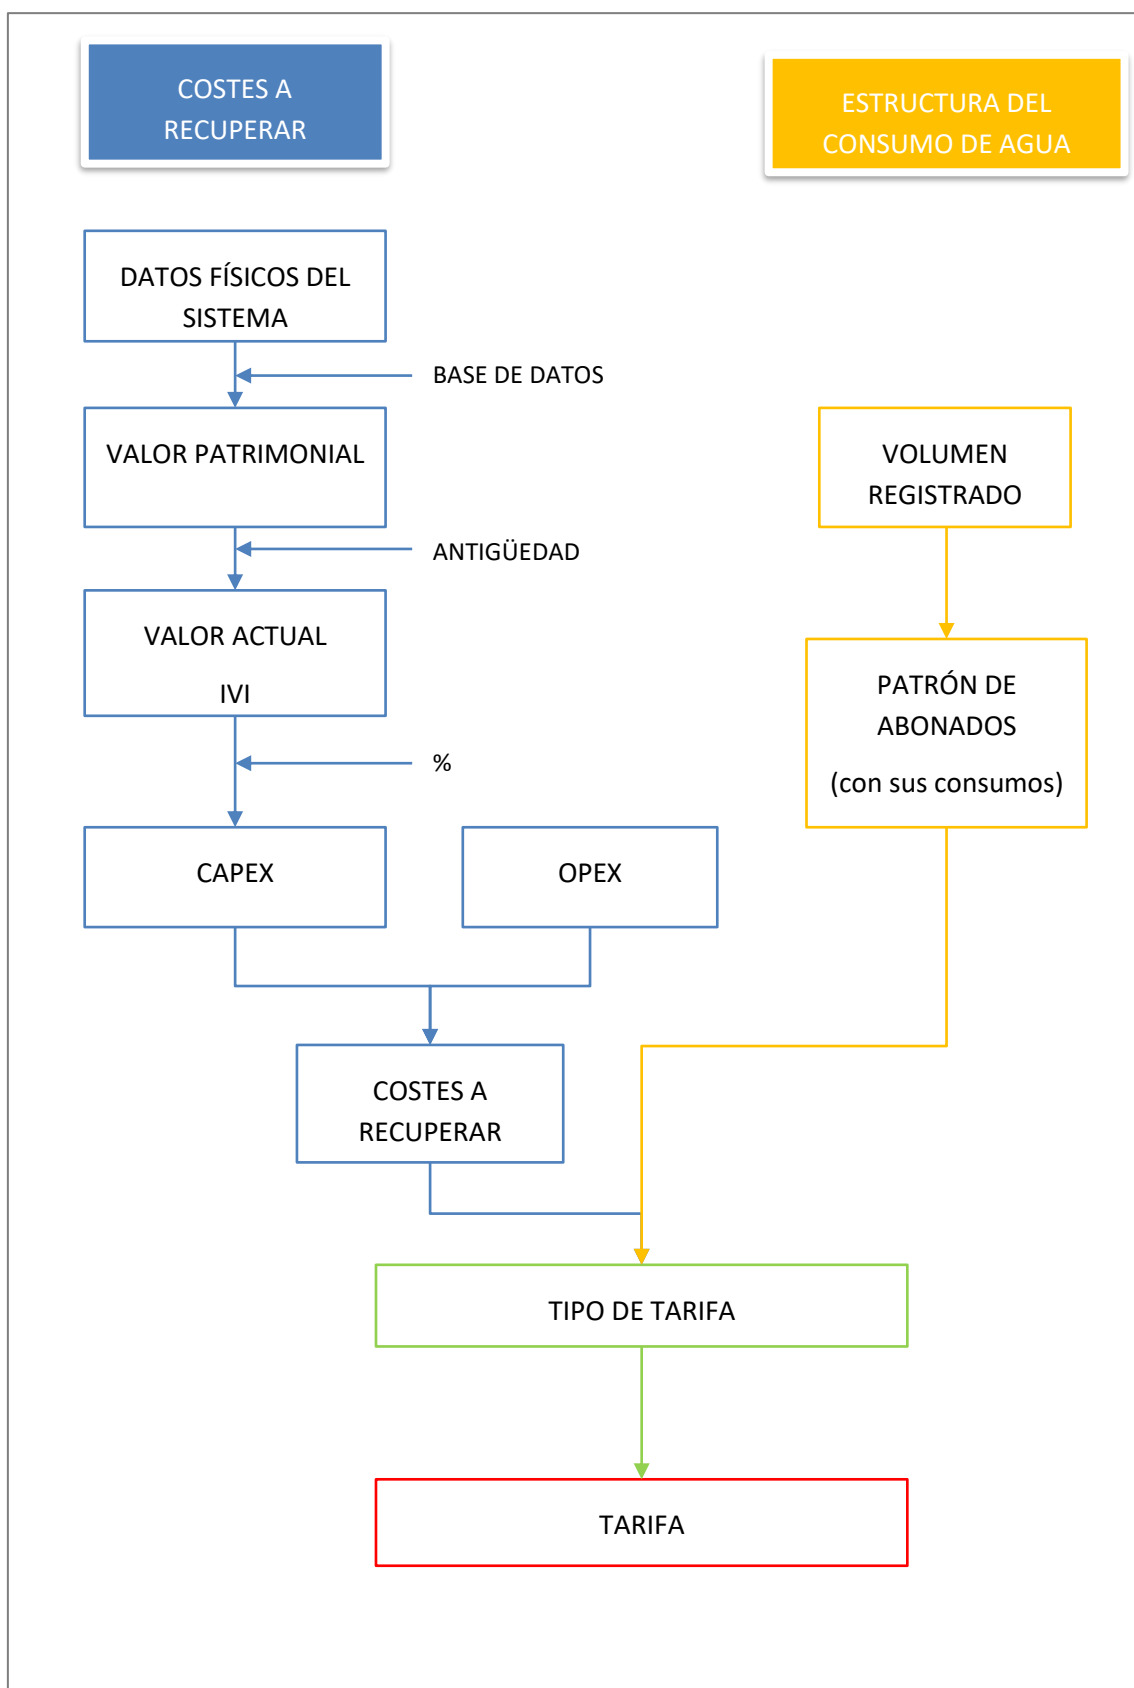 COSTES A
RECUPERAR
ESTRUCTURA DEL
CONSUMO DE AGUA
DATOS FÍSICOS DEL
SISTEMA
BASE DE DATOS
VALOR PATRIMONIAL
VOLUMEN
REGISTRADO
ANTIGÜEDAD
VALOR ACTUAL
IVI
PATRÓN DE
ABONADOS
(con sus consumos)
%
CAPEX
OPEX
COSTES A
RECUPERAR
TIPO DE TARIFA
TARIFA